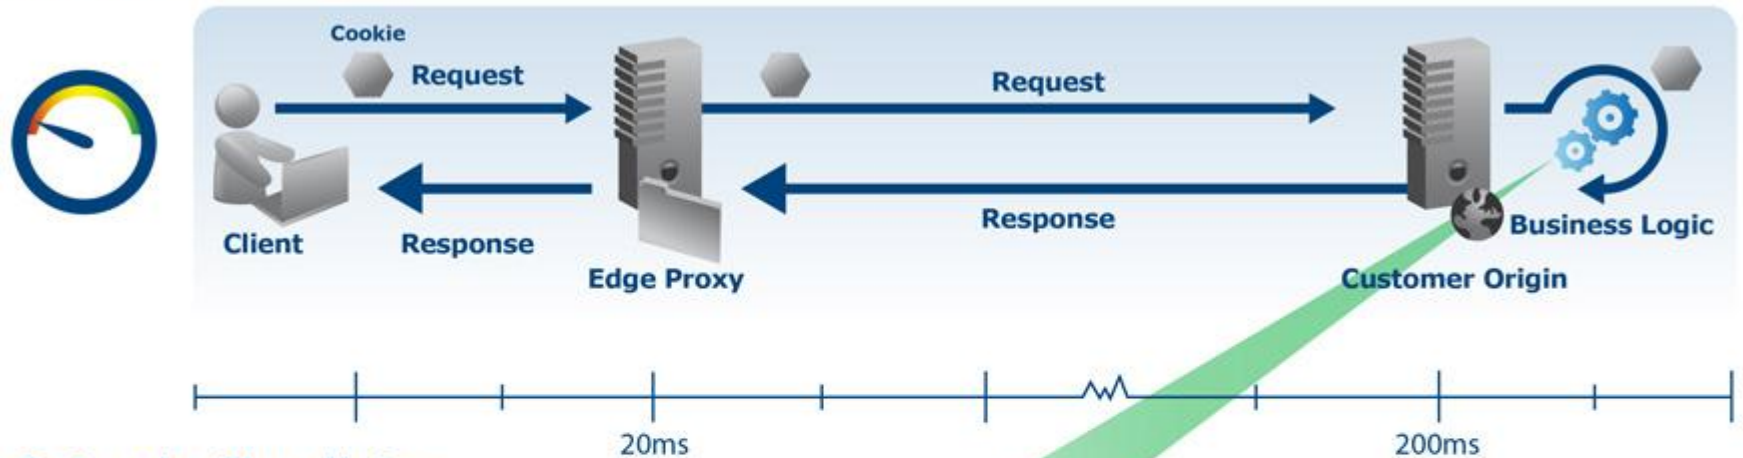 Cookie
Request
Request
Client
Response
Edge Proxy
Response
Business Logic
Customer Origin
20ms
200ms